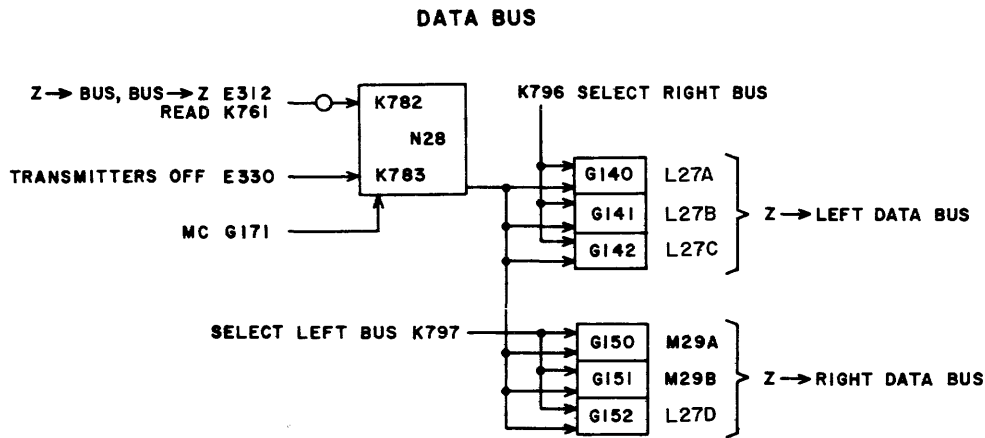 DATA BUS
Z→ BUS, BUS→Z E312
READ K761
K782
N28
K783
TRANSMITTERS OFF E330
MC G171
K796 SELECT RIGHT BUS
G140 L27A
G141 L27B
G142 L27C
Z→LEFT DATA BUS
SELECT LEFT BUS K797
G150 M29A
G151 M29B
G152 L27D
Z→RIGHT DATA BUS